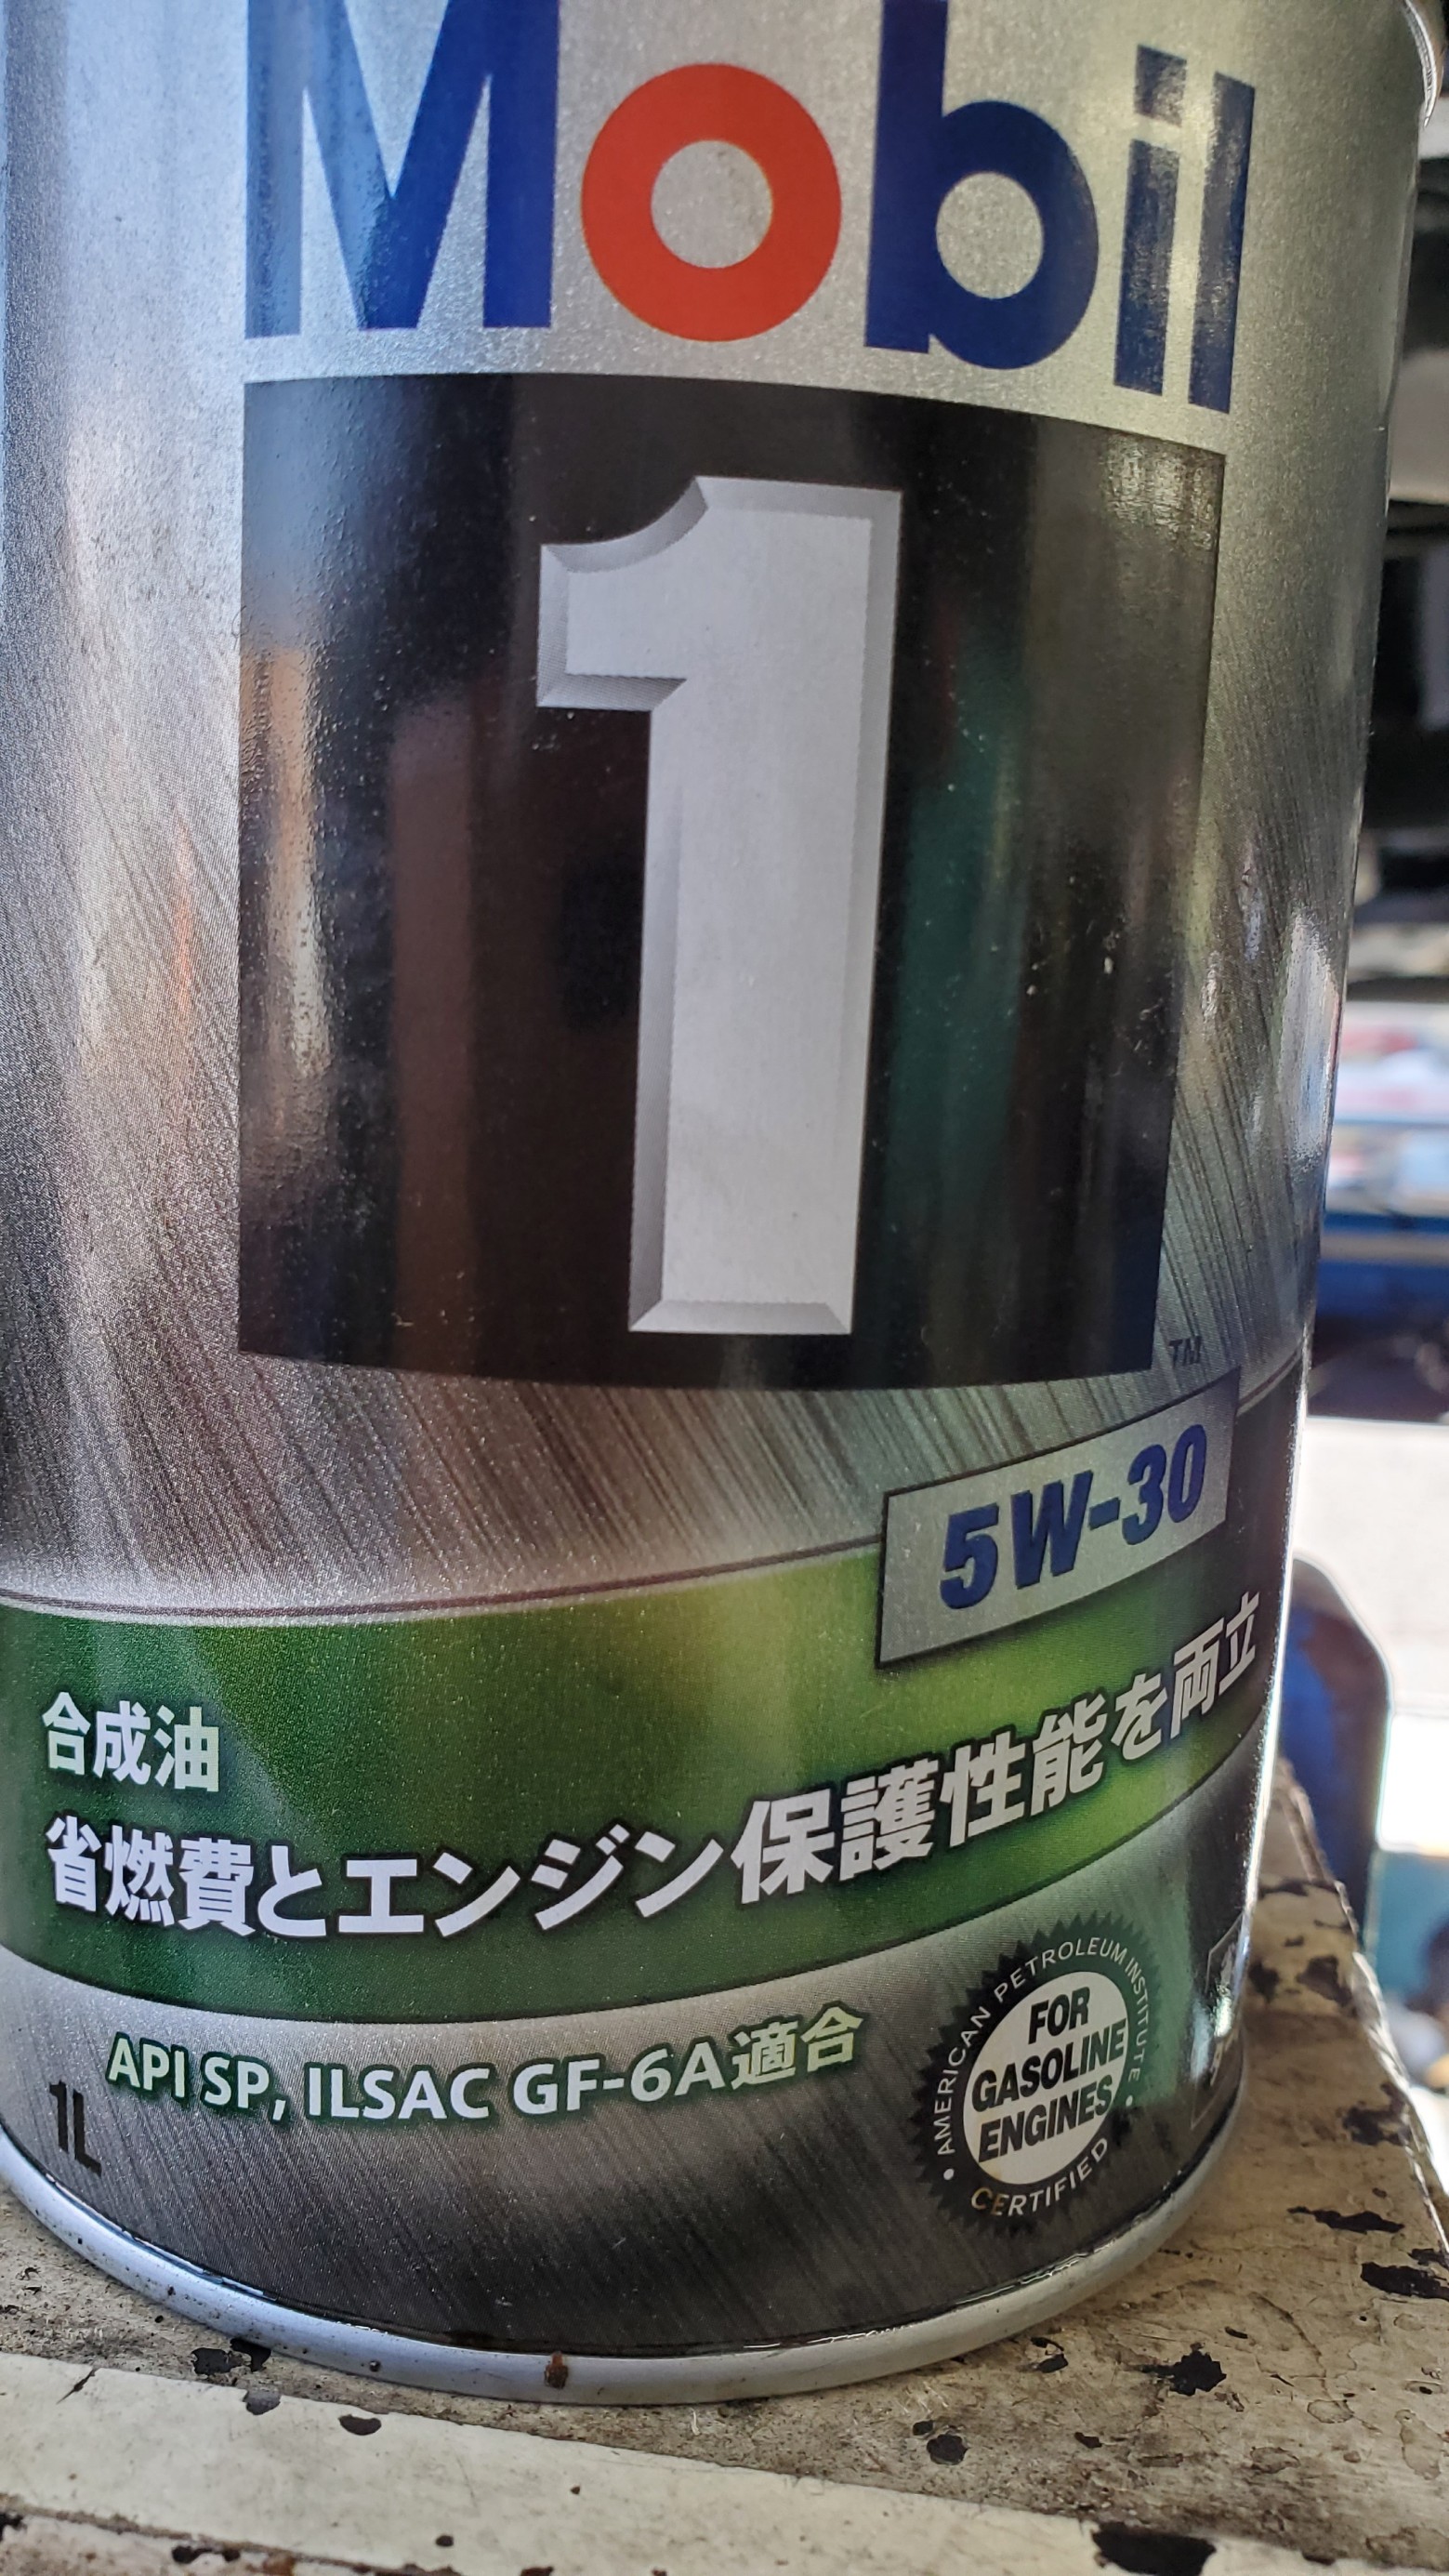 Mobil
1
TM
5W-30
合成油
省燃費とエンジン保護性能を両立
API SP, ILSAC GF-6A適合
1L
AMERICAN PETROLEUM INSTITUTE
FOR
GASOLINE
ENGINES
CERTIFIED